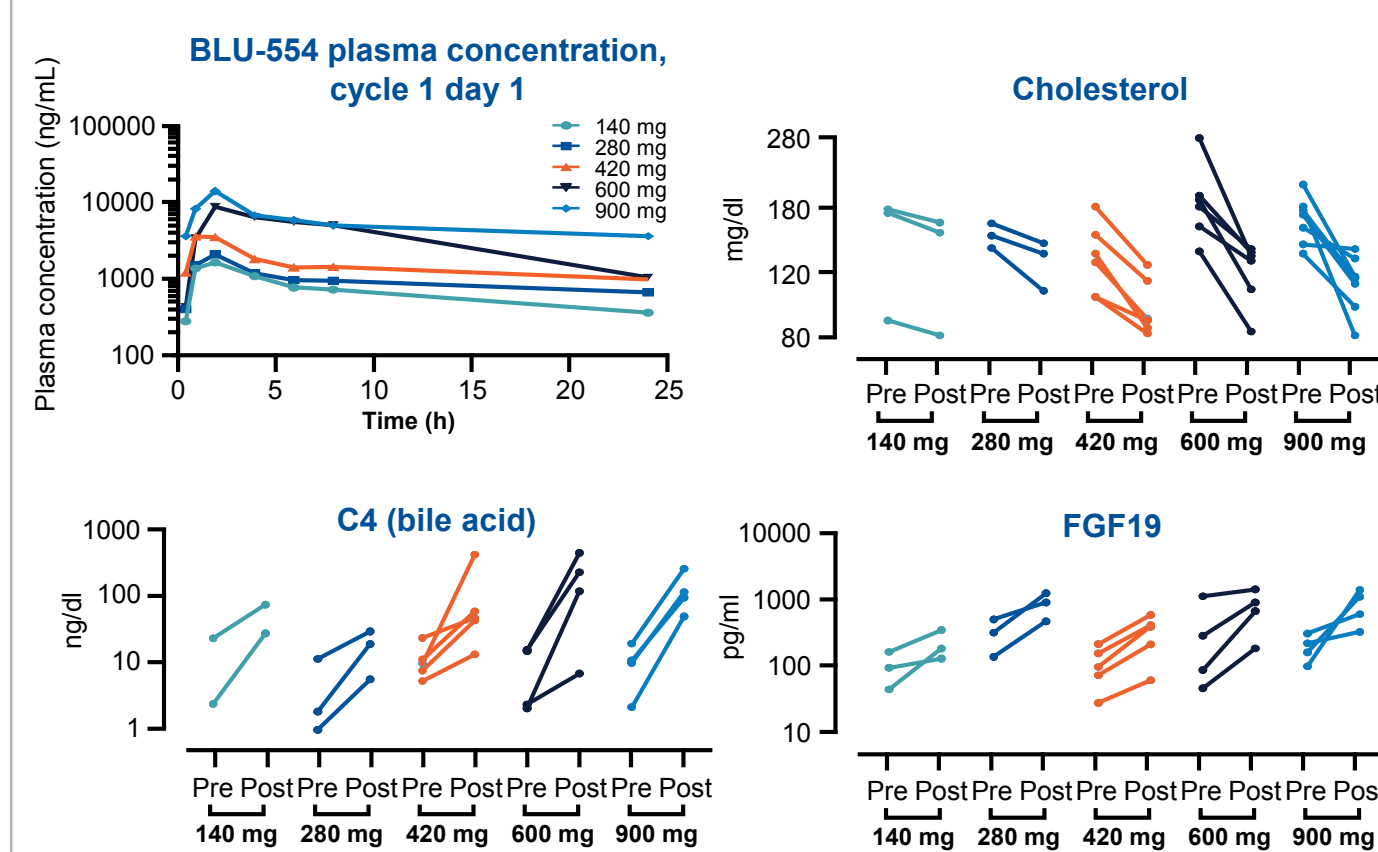 BLU-554 plasma concentration,
cycle 1 day 1
Plasma concentration (ng/mL)
100000
10000
1000
100
0 5 10 15 20 25
Time (h)
140 mg
280 mg
420 mg
600 mg
900 mg
Cholesterol
mg/dl
280
180
120
80
Pre Post Pre Post Pre Post Pre Post Pre Post
140 mg 280 mg 420 mg 600 mg 900 mg
C4 (bile acid)
ng/dl
1000
100
10
1
Pre Post Pre Post Pre Post Pre Post Pre Post
140 mg 280 mg 420 mg 600 mg 900 mg
FGF19
pg/ml
10000
1000
100
10
Pre Post Pre Post Pre Post Pre Post Pre Post
140 mg 280 mg 420 mg 600 mg 900 mg